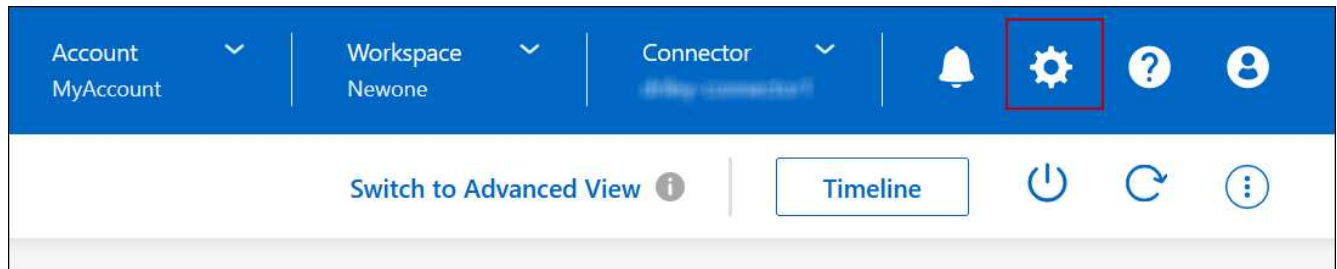 Account
MyAccount
Workspace
Newone
Connector
Switch to Advanced View
Timeline